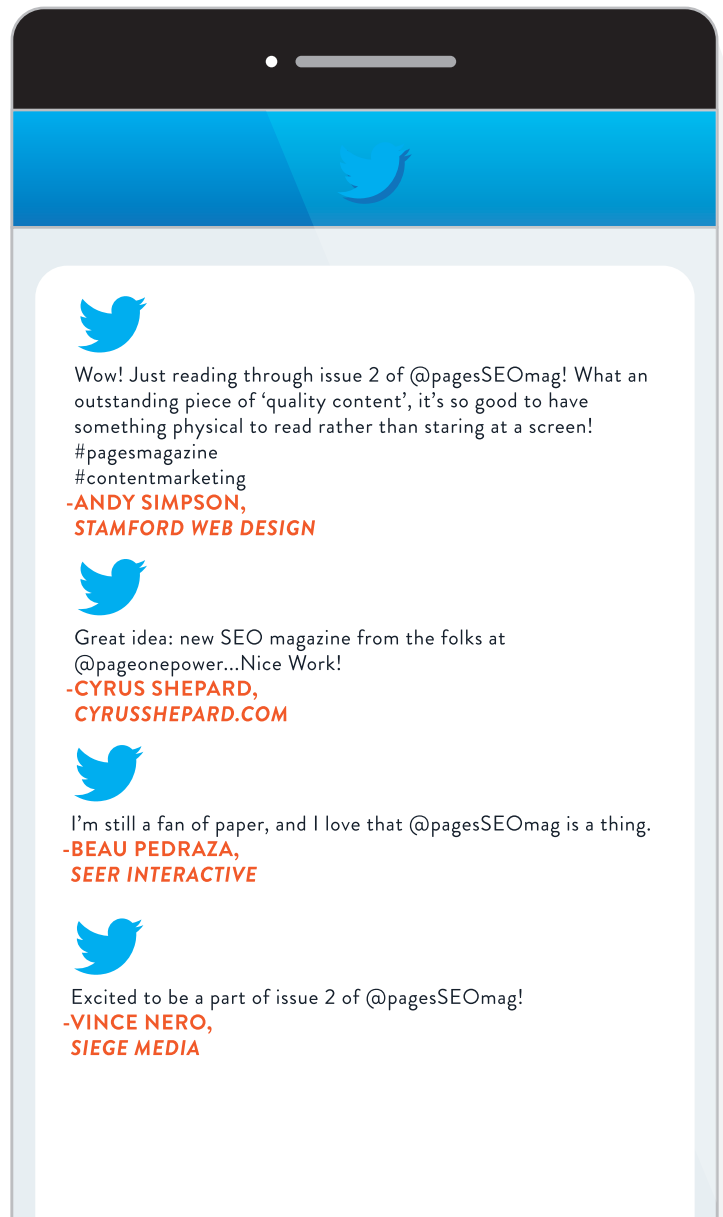 Wow! Just reading through issue 2 of @pagesSEOmag! What an
outstanding piece of ‘quality content’, it’s so good to have
something physical to read rather than staring at a screen!
#pagesmagazine
#contentmarketing
-ANDY SIMPSON,
STAMFORD WEB DESIGN
Great idea: new SEO magazine from the folks at
@pageonepower...Nice Work!
-CYRUS SHEPARD,
CYRUSSHEPARD.COM
I’m still a fan of paper, and I love that @pagesSEOmag is a thing.
-BEAU PEDRAZA,
SEER INTERACTIVE
Excited to be a part of issue 2 of @pagesSEOmag!
-VINCE NERO,
SIEGE MEDIA